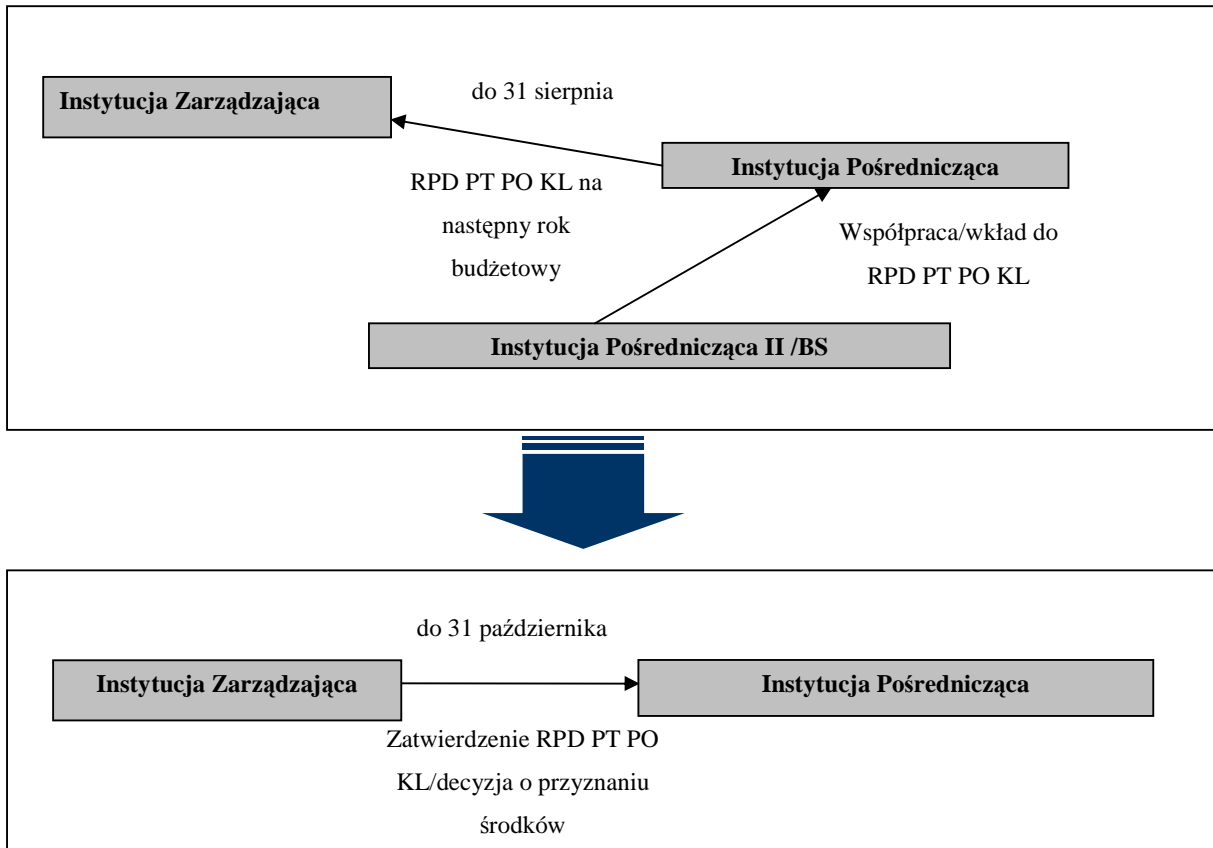 do 31 sierpnia
Instytucja Zarządzająca
Instytucja Pośrednicząca
RPD PT PO KL na
następny rok
budżetowy
Współpraca/wkład do
RPD PT PO KL
Instytucja Pośrednicząca II /BS
do 31 października
Instytucja Zarządzająca
Instytucja Pośrednicząca
Zatwierdzenie RPD PT PO
KL/decyzja o przyznaniu
środków